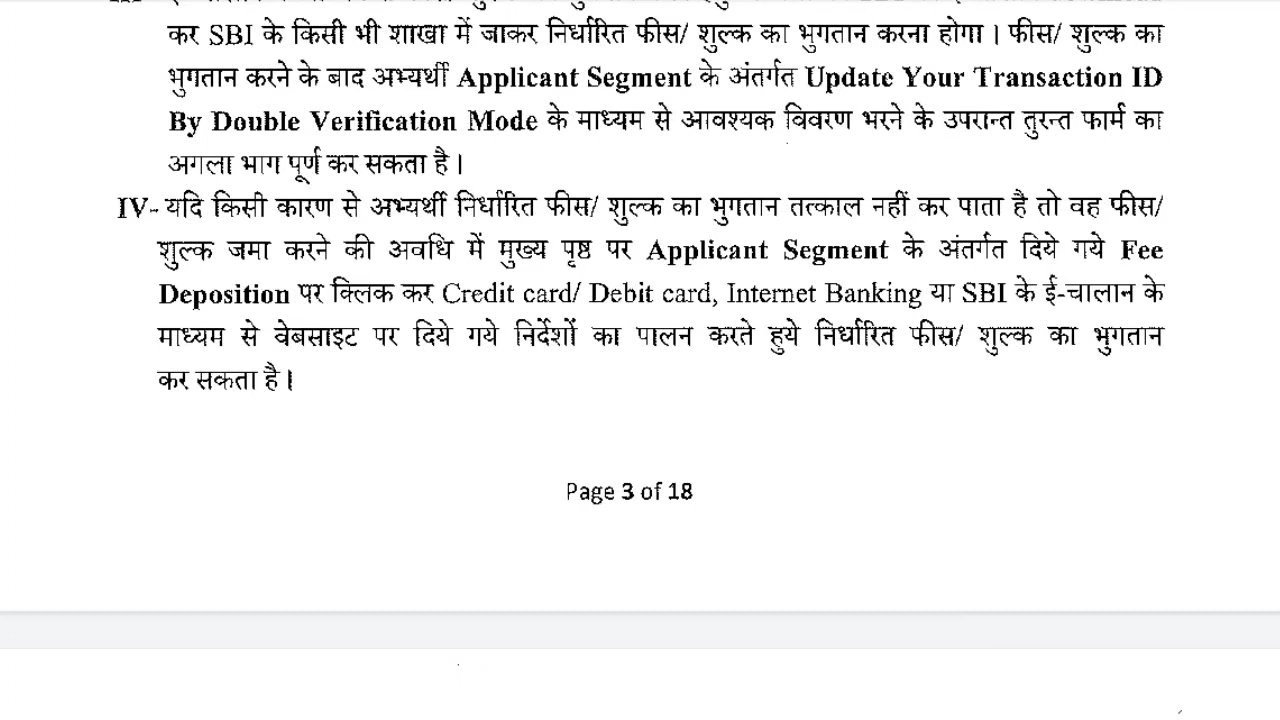 कर SBI के किसी भी शाखा में जाकर निर्धारित फीस/ शुल्क का भुगतान करना होगा। फीस/ शुल्क का
भुगतान करने के बाद अभ्यर्थी Applicant Segment के अंतर्गत Update Your Transaction ID
By Double Verification Mode के माध्यम से आवश्यक विवरण भरने के उपरान्त तुरन्त फार्म का
अगला भाग पूर्ण कर सकता है।
IV- यदि किसी कारण से अभ्यर्थी निर्धारित फीस/ शुल्क का भुगतान तत्काल नहीं कर पाता है तो वह फीस/
शुल्क जमा करने की अवधि में मुख्य पृष्ठ पर Applicant Segment के अंतर्गत दिये गये Fee
Deposition पर क्लिक कर Credit card/ Debit card, Internet Banking या SBI के ई-चालान के
माध्यम से वेबसाइट पर दिये गये निर्देशों का पालन करते हुये निर्धारित फीस/ शुल्क का भुगतान
कर सकता है।
Page 3 of 18